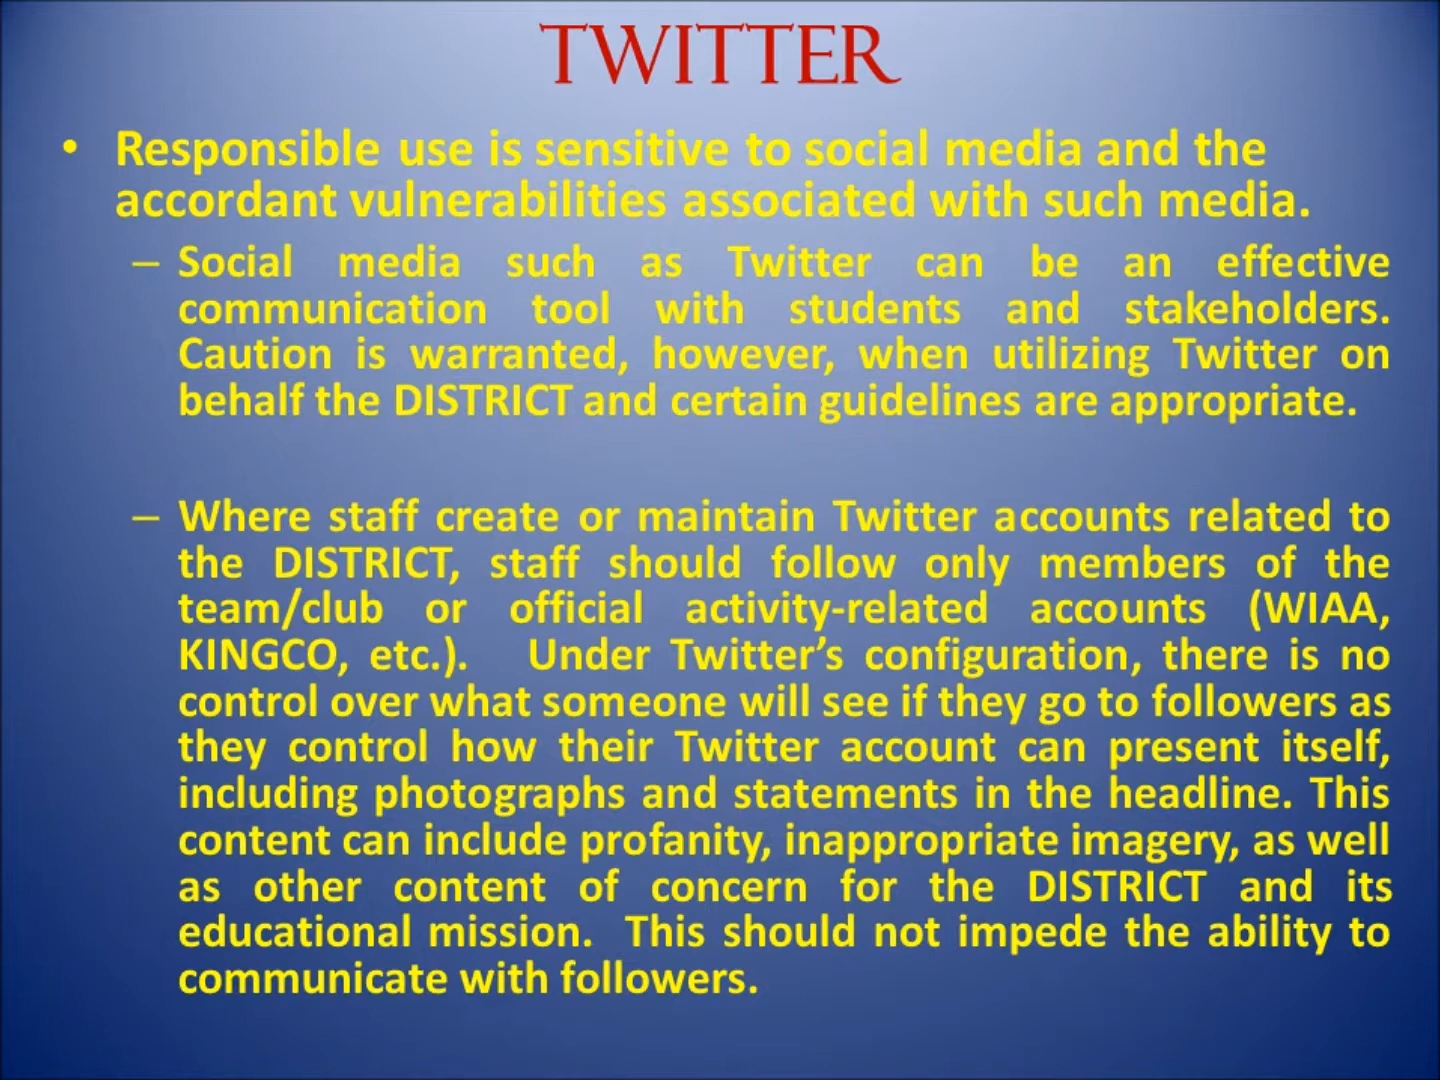 TWITTER
• Responsible use is sensitive to social media and the
accordant vulnerabilities associated with such media.
– Social media such as Twitter can be an effective
communication tool with students and stakeholders.
Caution is warranted, however, when utilizing Twitter on
behalf the DISTRICT and certain guidelines are appropriate.
– Where staff create or maintain Twitter accounts related to
the DISTRICT, staff should follow only members of the
team/club or official activity-related accounts (WIAA,
KINGCO, etc.). Under Twitter’s configuration, there is no
control over what someone will see if they go to followers as
they control how their Twitter account can present itself,
including photographs and statements in the headline. This
content can include profanity, inappropriate imagery, as well
as other content of concern for the DISTRICT and its
educational mission. This should not impede the ability to
communicate with followers.